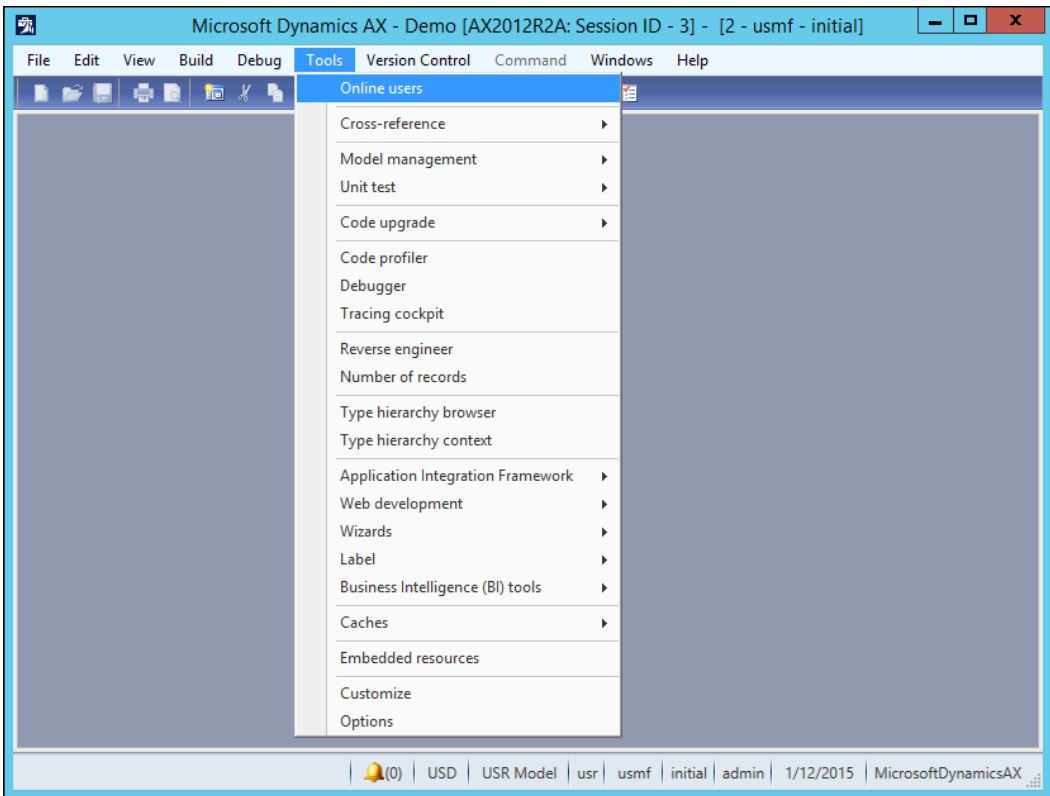 Microsoft Dynamics AX - Demo [AX2012R2A: Session ID - 3] - [2 - usmf - initial]
File Edit View Build Debug Tools Version Control Command Windows Help
Online users
Cross-reference
Model management
Unit test
Code upgrade
Code profiler
Debugger
Tracing cockpit
Reverse engineer
Number of records
Type hierarchy browser
Type hierarchy context
Application Integration Framework
Web development
Wizards
Label
Business Intelligence (BI) tools
Caches
Embedded resources
Customize
Options
(0) USD USR Model usr usmf initial admin 1/12/2015 MicrosoftDynamicsAX